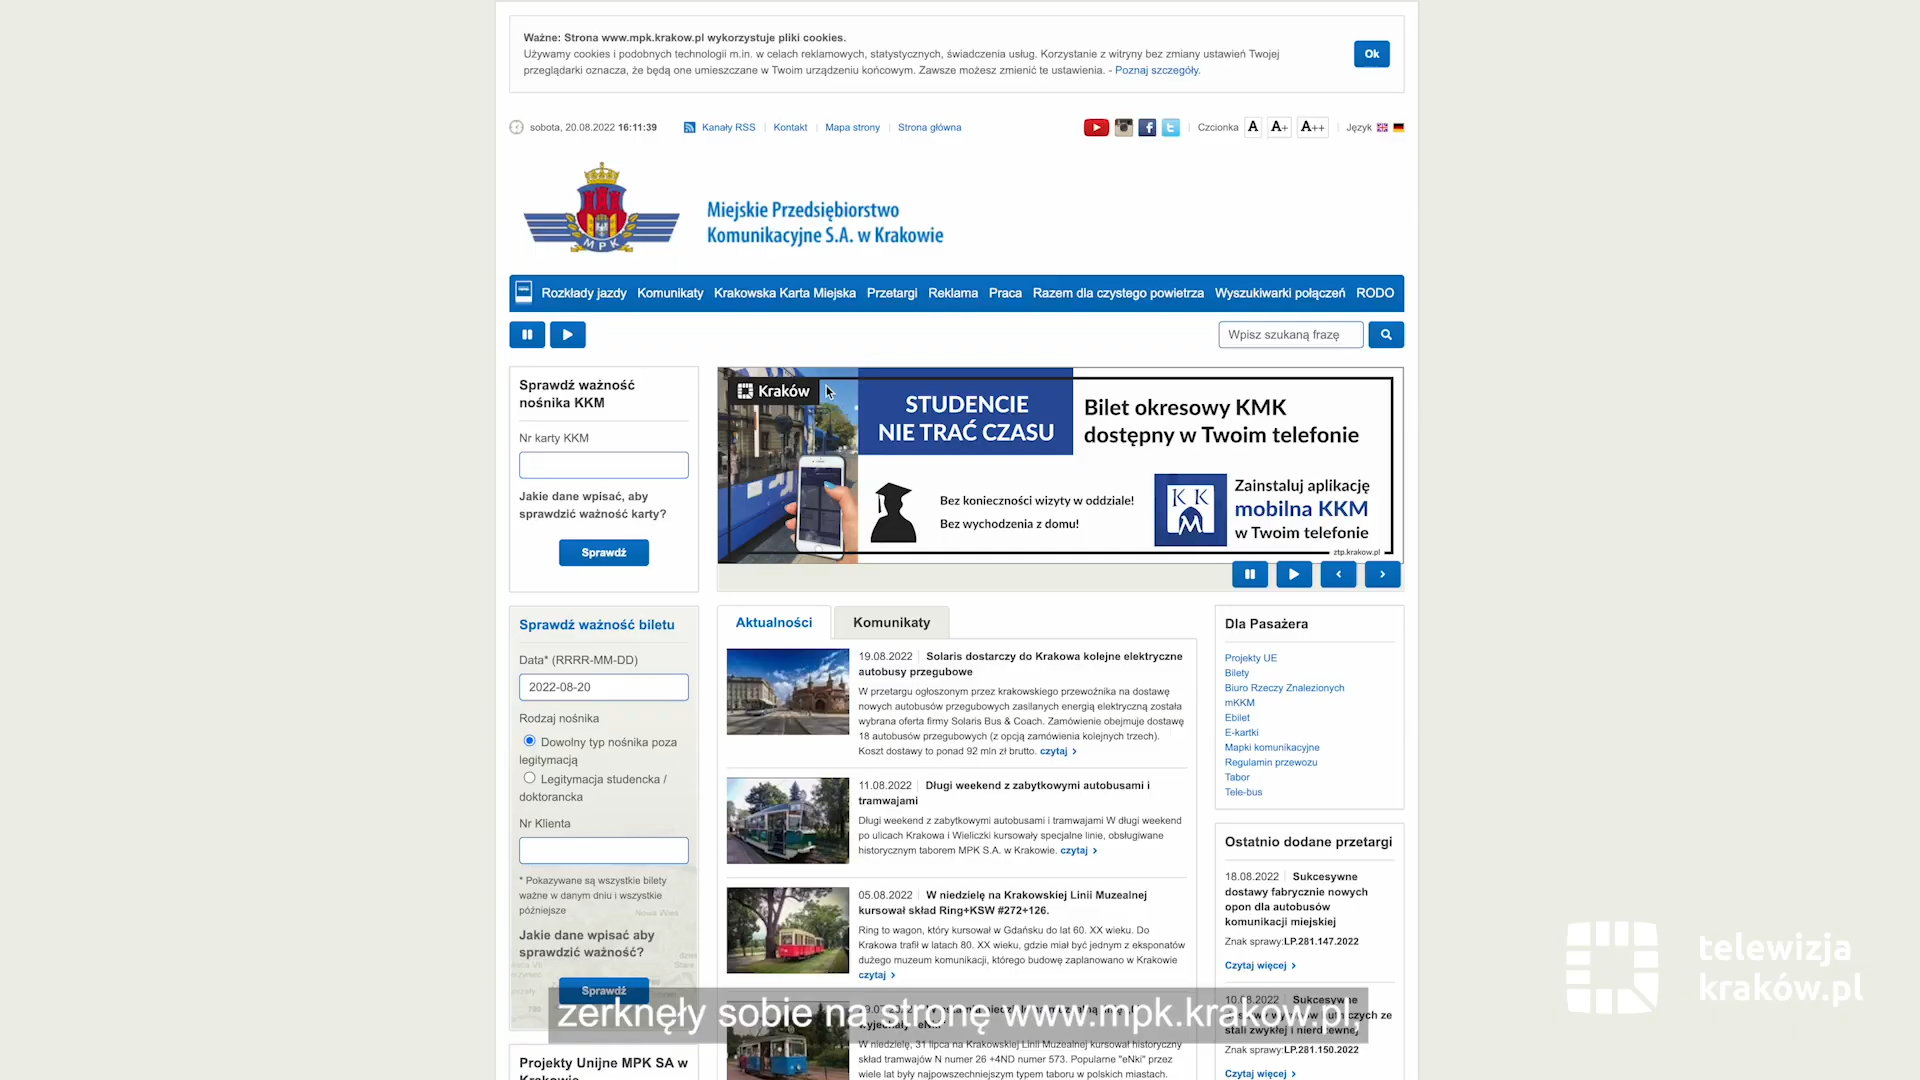 Ważne: Strona www.mpk.krakow.pl wykorzystuje pliki cookies.
Używamy cookies i podobnych technologii m.in. w celach reklamowych, statystycznych, świadczenia usług. Korzystanie z witryny bez zmiany ustawień Twojej
przeglądarki oznacza, że będą one umieszczane w Twoim urządzeniu końcowym. Zawsze możesz zmienić te ustawienia. - Poznaj szczegóły.
Ok
sobota, 20.08.2022 16:11:39
Kanały RSS
Kontakt
Mapa strony
Strona główna
Czcionka A A+ A++
Język
MPK
Miejskie Przedsiębiorstwo
Komunikacyjne S.A. w Krakowie
Rozkłady jazdy Komunikaty Krakowska Karta Miejska Przetargi Reklama Praca Razem dla czystego powietrza Wyszukiwarki połączeń RODO
Wpisz szukaną frazę
Sprawdź ważność
nośnika KKM
Nr karty KKM
Jakie dane wpisać, aby
sprawdzić ważność karty?
Sprawdź
Kraków
STUDENCIE
NIE TRAĆ CZASU
Bilet okresowy KMK
dostępny w Twoim telefonie
Bez konieczności wizyty w oddziale!
Bez wychodzenia z domu!
K K
M
Zainstaluj aplikację
mobilna KKM
w Twoim telefonie
ztp.krakow.pl
Sprawdź ważność biletu
Data* (RRRR-MM-DD)
2022-08-20
Rodzaj nośnika
Dowolny typ nośnika poza
legitymacją
Legitymacja studencka /
doktorancka
Nr Klienta
* Pokazywane są wszystkie bilety
ważne w danym dniu i wszystkie
późniejsze
Jakie dane wpisać aby
sprawdzić ważność?
Sprawdź
Projekty Unijne MPK SA w
Krakowie
Aktualności
Komunikaty
19.08.2022 Solaris dostarczy do Krakowa kolejne elektryczne
autobusy przegubowe
W przetargu ogłoszonym przez krakowskiego przewoźnika na dostawę
nowych autobusów przegubowych zasilanych energią elektryczną została
wybrana oferta firmy Solaris Bus & Coach. Zamówienie obejmuje dostawę
18 autobusów przegubowych (z opcją zamówienia kolejnych trzech).
Koszt dostawy to ponad 92 mln zł brutto. czytaj
11.08.2022 Długi weekend z zabytkowymi autobusami i
tramwajami
Długi weekend z zabytkowymi autobusami i tramwajami W długi weekend
po ulicach Krakowa i Wieliczki kursowały specjalne linie, obsługiwane
historycznym taborem MPK S.A. w Krakowie. czytaj
05.08.2022 W niedzielę na Krakowskiej Linii Muzealnej
kursował skład Ring+KSW #272+126.
Ring to wagon, który kursował w Gdańsku do lat 60. XX wieku. Do
Krakowa trafił w latach 80. XX wieku, gdzie miał być jednym z eksponatów
dużego muzeum komunikacji, którego budowę zaplanowano w Krakowie
czytaj
W niedzielę, 31 lipca na Krakowskiej Linii Muzealnej kursował historyczny
skład tramwajów N numer 26 +4ND numer 573. Popularne "eNki" przez
wiele lat były najpowszechniejszym typem taboru w polskich miastach.
Dla Pasażera
Projekty UE
Bilety
Biuro Rzeczy Znalezionych
mKKM
Ebilet
E-kartki
Mapki komunikacyjne
Regulamin przewozu
Tabor
Tele-bus
Ostatnio dodane przetargi
18.08.2022 Sukcesywne
dostawy fabrycznie nowych
opon dla autobusów
komunikacji miejskiej
Znak sprawy:LP.281.147.2022
Czytaj więcej
10.08.2022 Sukcesywne
stali zwykłej i nierdzewnej
Znak sprawy:LP.281.150.2022
Czytaj więcej
zerknęły sobie na stronę www.mpk.krakow.pl,
telewizja
kraków.pl